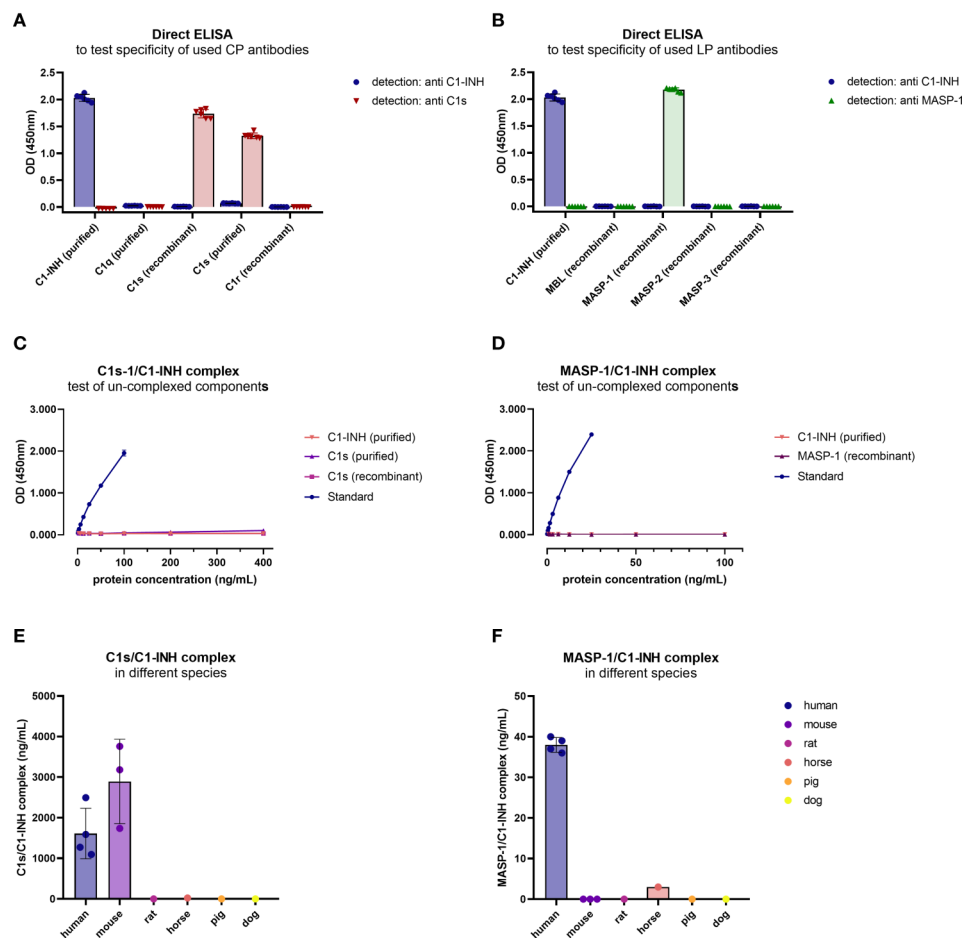 A
Direct ELISA
to test specificity of used CP antibodies
OD (450nm)
2.5
2.0
1.5
1.0
0.5
0.0
C1-INH (purified)
C1q (purified)
C1s (recombinant)
C1s (purified)
C1r (recombinant)
detection: anti C1-INH
detection: anti C1s
B
Direct ELISA
to test specificity of used LP antibodies
OD (450nm)
2.5
2.0
1.5
1.0
0.5
0.0
C1-INH (purified)
MBL (recombinant)
MASP-1 (recombinant)
MASP-2 (recombinant)
MASP-3 (recombinant)
detection: anti C1-INH
detection: anti MASP-1
C
C1s-1/C1-INH complex
test of un-complexed components
OD (450nm)
3.000
2.000
1.000
0.000
0 100 200 300 400
protein concentration (ng/mL)
C1-INH (purified)
C1s (purified)
C1s (recombinant)
Standard
D
MASP-1/C1-INH complex
test of un-complexed components
OD (450nm)
3.000
2.000
1.000
0.000
0 50 100
protein concentration (ng/mL)
C1-INH (purified)
MASP-1 (recombinant)
Standard
E
C1s/C1-INH complex
in different species
C1s/C1-INH complex (ng/mL)
5000
4000
3000
2000
1000
0
human
mouse
rat
horse
pig
dog
F
MASP-1/C1-INH complex
in different species
MASP-1/C1-INH complex (ng/mL)
50
40
30
20
10
0
human
mouse
rat
horse
pig
dog
human
mouse
rat
horse
pig
dog